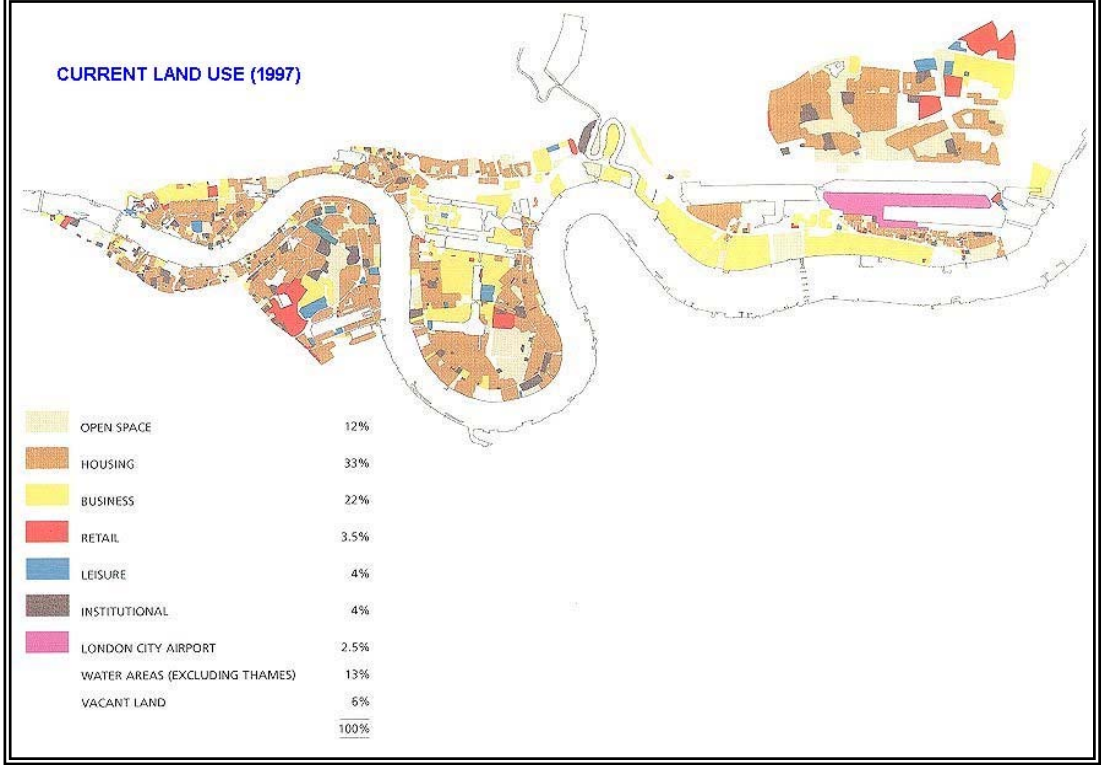 CURRENT LAND USE (1997)
OPEN SPACE 12%
HOUSING 33%
BUSINESS 22%
RETAIL 3.5%
LEISURE 4%
INSTITUTIONAL 4%
LONDON CITY AIRPORT 2.5%
WATER AREAS (EXCLUDING THAMES) 13%
VACANT LAND 6%
100%